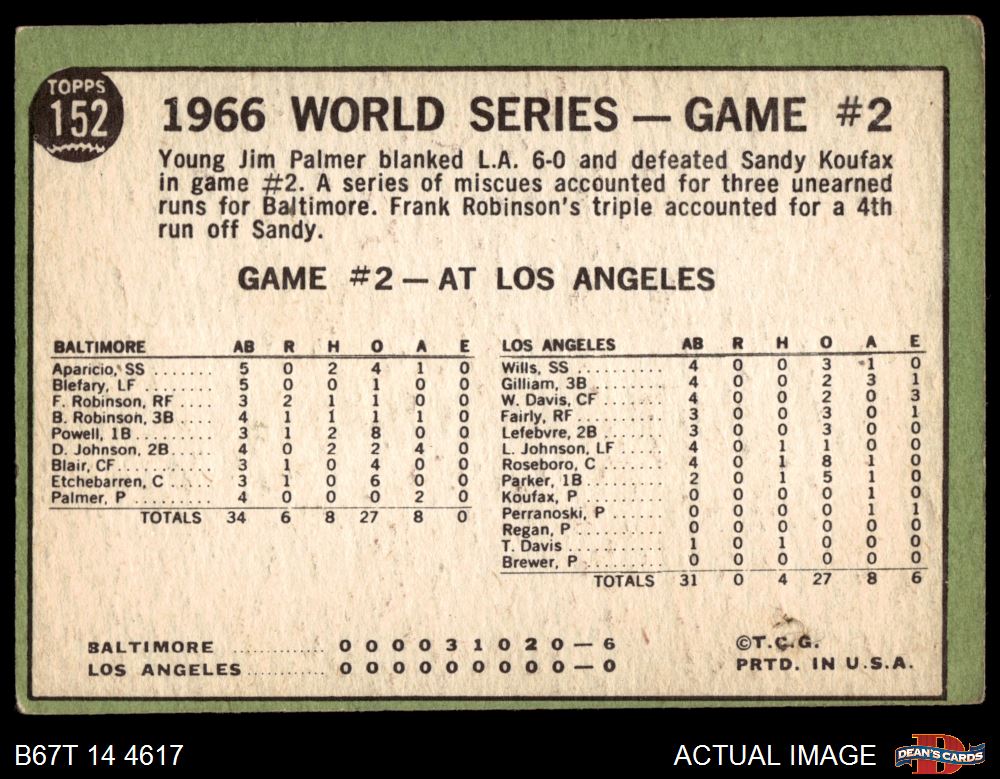 TOPPS
152
1966 WORLD SERIES — GAME #2
Young Jim Palmer blanked L.A. 6-0 and defeated Sandy Koufax
in game #2. A series of miscues accounted for three unearned
runs for Baltimore. Frank Robinson's triple accounted for a 4th
run off Sandy.
GAME #2 — AT LOS ANGELES
BALTIMORE AB R H O A E
Aparicio, SS ....... 5 0 2 4 1 0
Blefary, LF ........ 5 0 0 1 0 0
F. Robinson, RF .... 3 2 1 1 0 0
B. Robinson, 3B .... 4 1 1 1 1 0
Powell, 1B ......... 3 1 2 8 0 0
D. Johnson, 2B ..... 4 0 2 2 4 0
Blair, CF .......... 3 1 0 4 0 0
Etchebarren, C ..... 3 1 0 6 0 0
Palmer, P .......... 4 0 0 0 2 0
TOTALS 34 6 8 27 8 0
LOS ANGELES AB R H O A E
Wills, SS .......... 4 0 0 3 1 0
Gilliam, 3B ........ 4 0 0 2 3 1
W. Davis, CF ....... 4 0 0 2 0 3
Fairly, RF ......... 3 0 0 3 0 1
Lefebvre, 2B ....... 3 0 0 3 0 0
L. Johnson, LF ..... 4 0 1 1 0 0
Roseboro, C ........ 4 0 1 8 1 0
Parker, 1B ......... 2 0 1 5 1 0
Koufax, P .......... 0 0 0 0 1 0
Perranoski, P ...... 0 0 0 0 1 1
Regan, P ........... 0 0 0 0 0 0
T. Davis ........... 1 0 1 0 0 0
Brewer, P .......... 0 0 0 0 0 0
TOTALS 31 0 4 27 8 6
BALTIMORE ............ 0 0 0 0 3 1 0 2 0 — 6
LOS ANGELES ............ 0 0 0 0 0 0 0 0 0 — 0
©T.C.G.
PRTD. IN U.S.A.
B67T 14 4617
ACTUAL IMAGE
D
DEAN'S CARDS